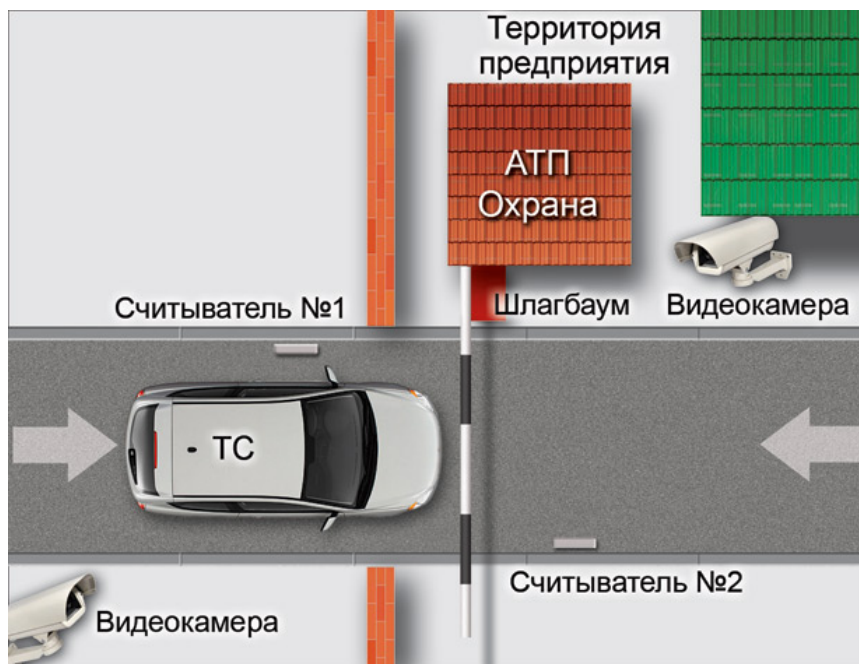 Территория
предприятия
АТП
Охрана
Считыватель №1
Шлагбаум
Видеокамера
ТС
Считыватель №2
Видеокамера